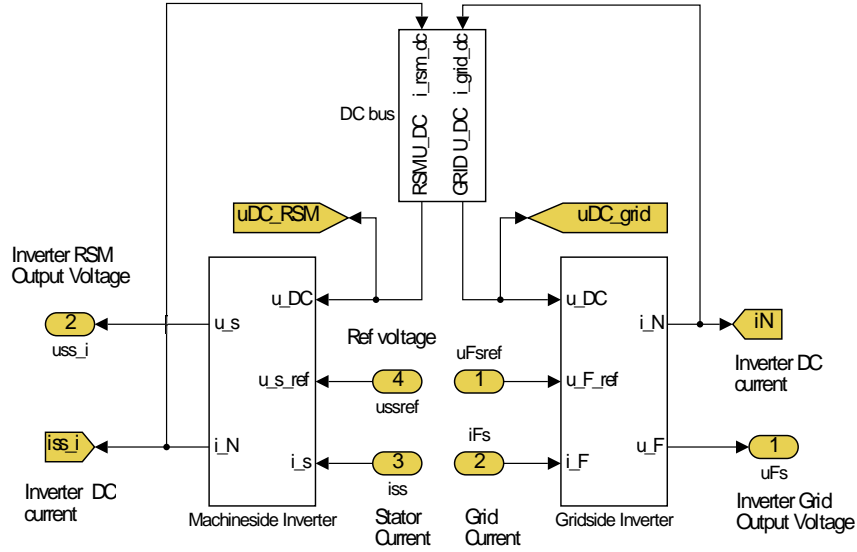 i_rsm_dc
i_grid_dc
DC bus
RSM U_DC
GRID U_DC
uDC_RSM
uDC_grid
Inverter RSM
Output Voltage
2
uss_i
u_DC
u_s
u_s_ref
i_N
i_s
Machineside Inverter
iss_i
Inverter DC
current
Ref voltage
4
ussref
3
iss
Stator
Current
uFsref
1
iFs
2
Grid
Current
u_DC
i_N
u_F_ref
u_F
i_F
Gridside Inverter
iN
Inverter DC
current
1
uFs
Inverter Grid
Output Voltage